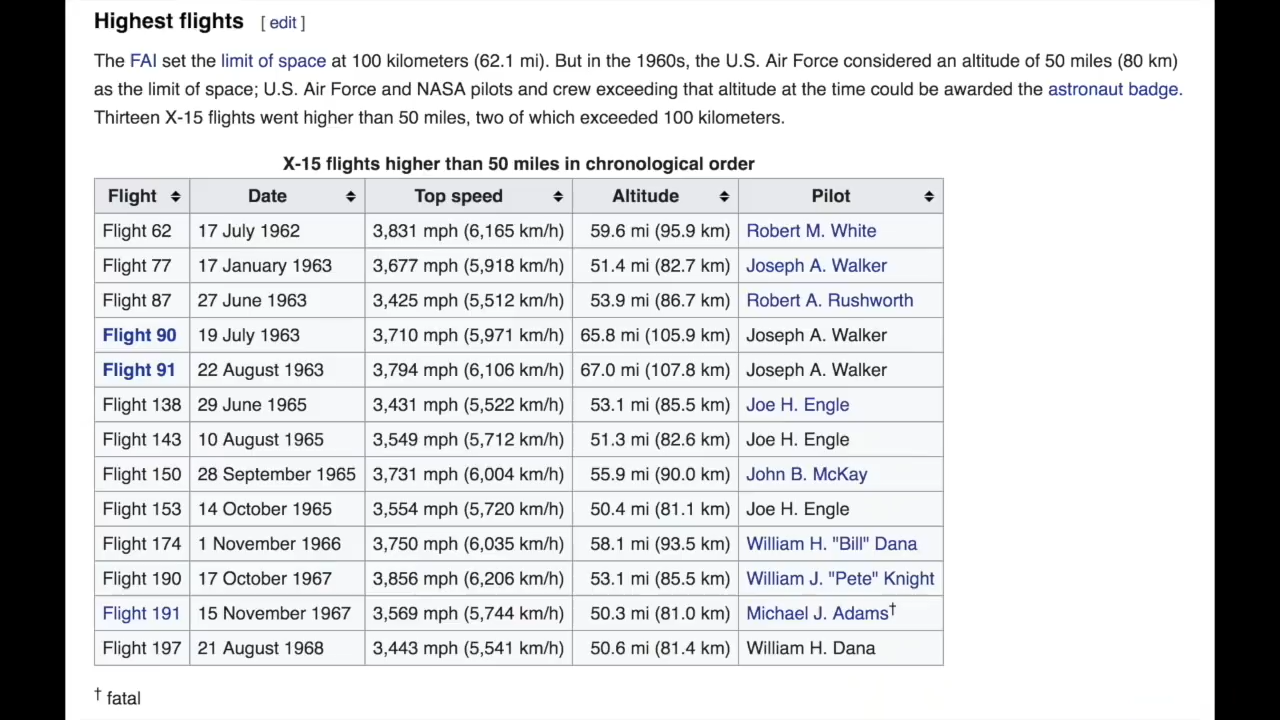 Highest flights [ edit ]
The FAI set the limit of space at 100 kilometers (62.1 mi). But in the 1960s, the U.S. Air Force considered an altitude of 50 miles (80 km)
as the limit of space; U.S. Air Force and NASA pilots and crew exceeding that altitude at the time could be awarded the astronaut badge.
Thirteen X-15 flights went higher than 50 miles, two of which exceeded 100 kilometers.
X-15 flights higher than 50 miles in chronological order
Flight Date Top speed Altitude Pilot
Flight 62 17 July 1962 3,831 mph (6,165 km/h) 59.6 mi (95.9 km) Robert M. White
Flight 77 17 January 1963 3,677 mph (5,918 km/h) 51.4 mi (82.7 km) Joseph A. Walker
Flight 87 27 June 1963 3,425 mph (5,512 km/h) 53.9 mi (86.7 km) Robert A. Rushworth
Flight 90 19 July 1963 3,710 mph (5,971 km/h) 65.8 mi (105.9 km) Joseph A. Walker
Flight 91 22 August 1963 3,794 mph (6,106 km/h) 67.0 mi (107.8 km) Joseph A. Walker
Flight 138 29 June 1965 3,431 mph (5,522 km/h) 53.1 mi (85.5 km) Joe H. Engle
Flight 143 10 August 1965 3,549 mph (5,712 km/h) 51.3 mi (82.6 km) Joe H. Engle
Flight 150 28 September 1965 3,731 mph (6,004 km/h) 55.9 mi (90.0 km) John B. McKay
Flight 153 14 October 1965 3,554 mph (5,720 km/h) 50.4 mi (81.1 km) Joe H. Engle
Flight 174 1 November 1966 3,750 mph (6,035 km/h) 58.1 mi (93.5 km) William H. "Bill" Dana
Flight 190 17 October 1967 3,856 mph (6,206 km/h) 53.1 mi (85.5 km) William J. "Pete" Knight
Flight 191 15 November 1967 3,569 mph (5,744 km/h) 50.3 mi (81.0 km) Michael J. Adams†
Flight 197 21 August 1968 3,443 mph (5,541 km/h) 50.6 mi (81.4 km) William H. Dana
† fatal